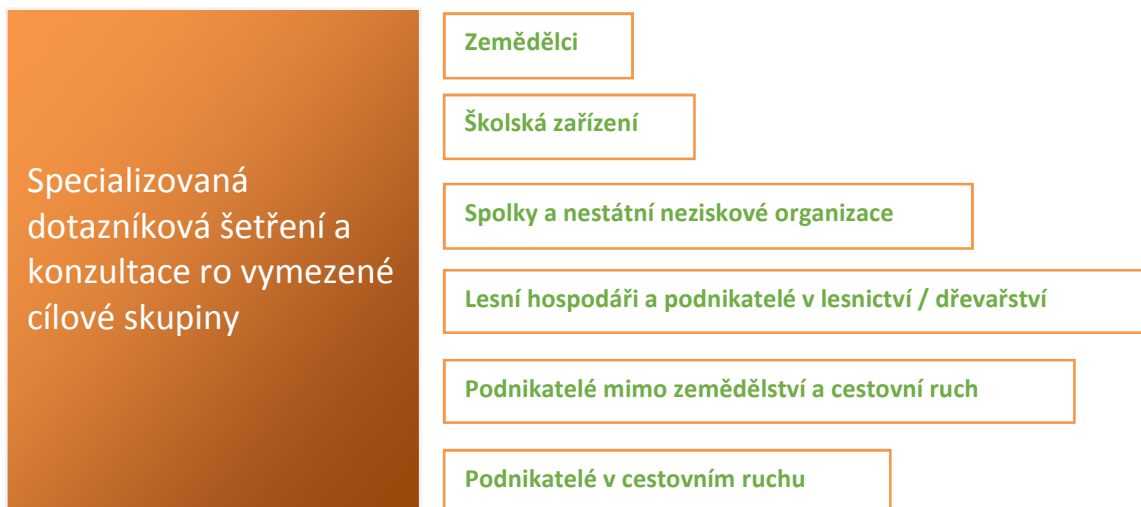 Specializovaná
dotazníková šetření a
konzultace ro vymezené
cílové skupiny
Zemědělci
Školská zařízení
Spolky a nestátní neziskové organizace
Lesní hospodáři a podnikatelé v lesnictví / dřevařství
Podnikatelé mimo zemědělství a cestovní ruch
Podnikatelé v cestovním ruchu